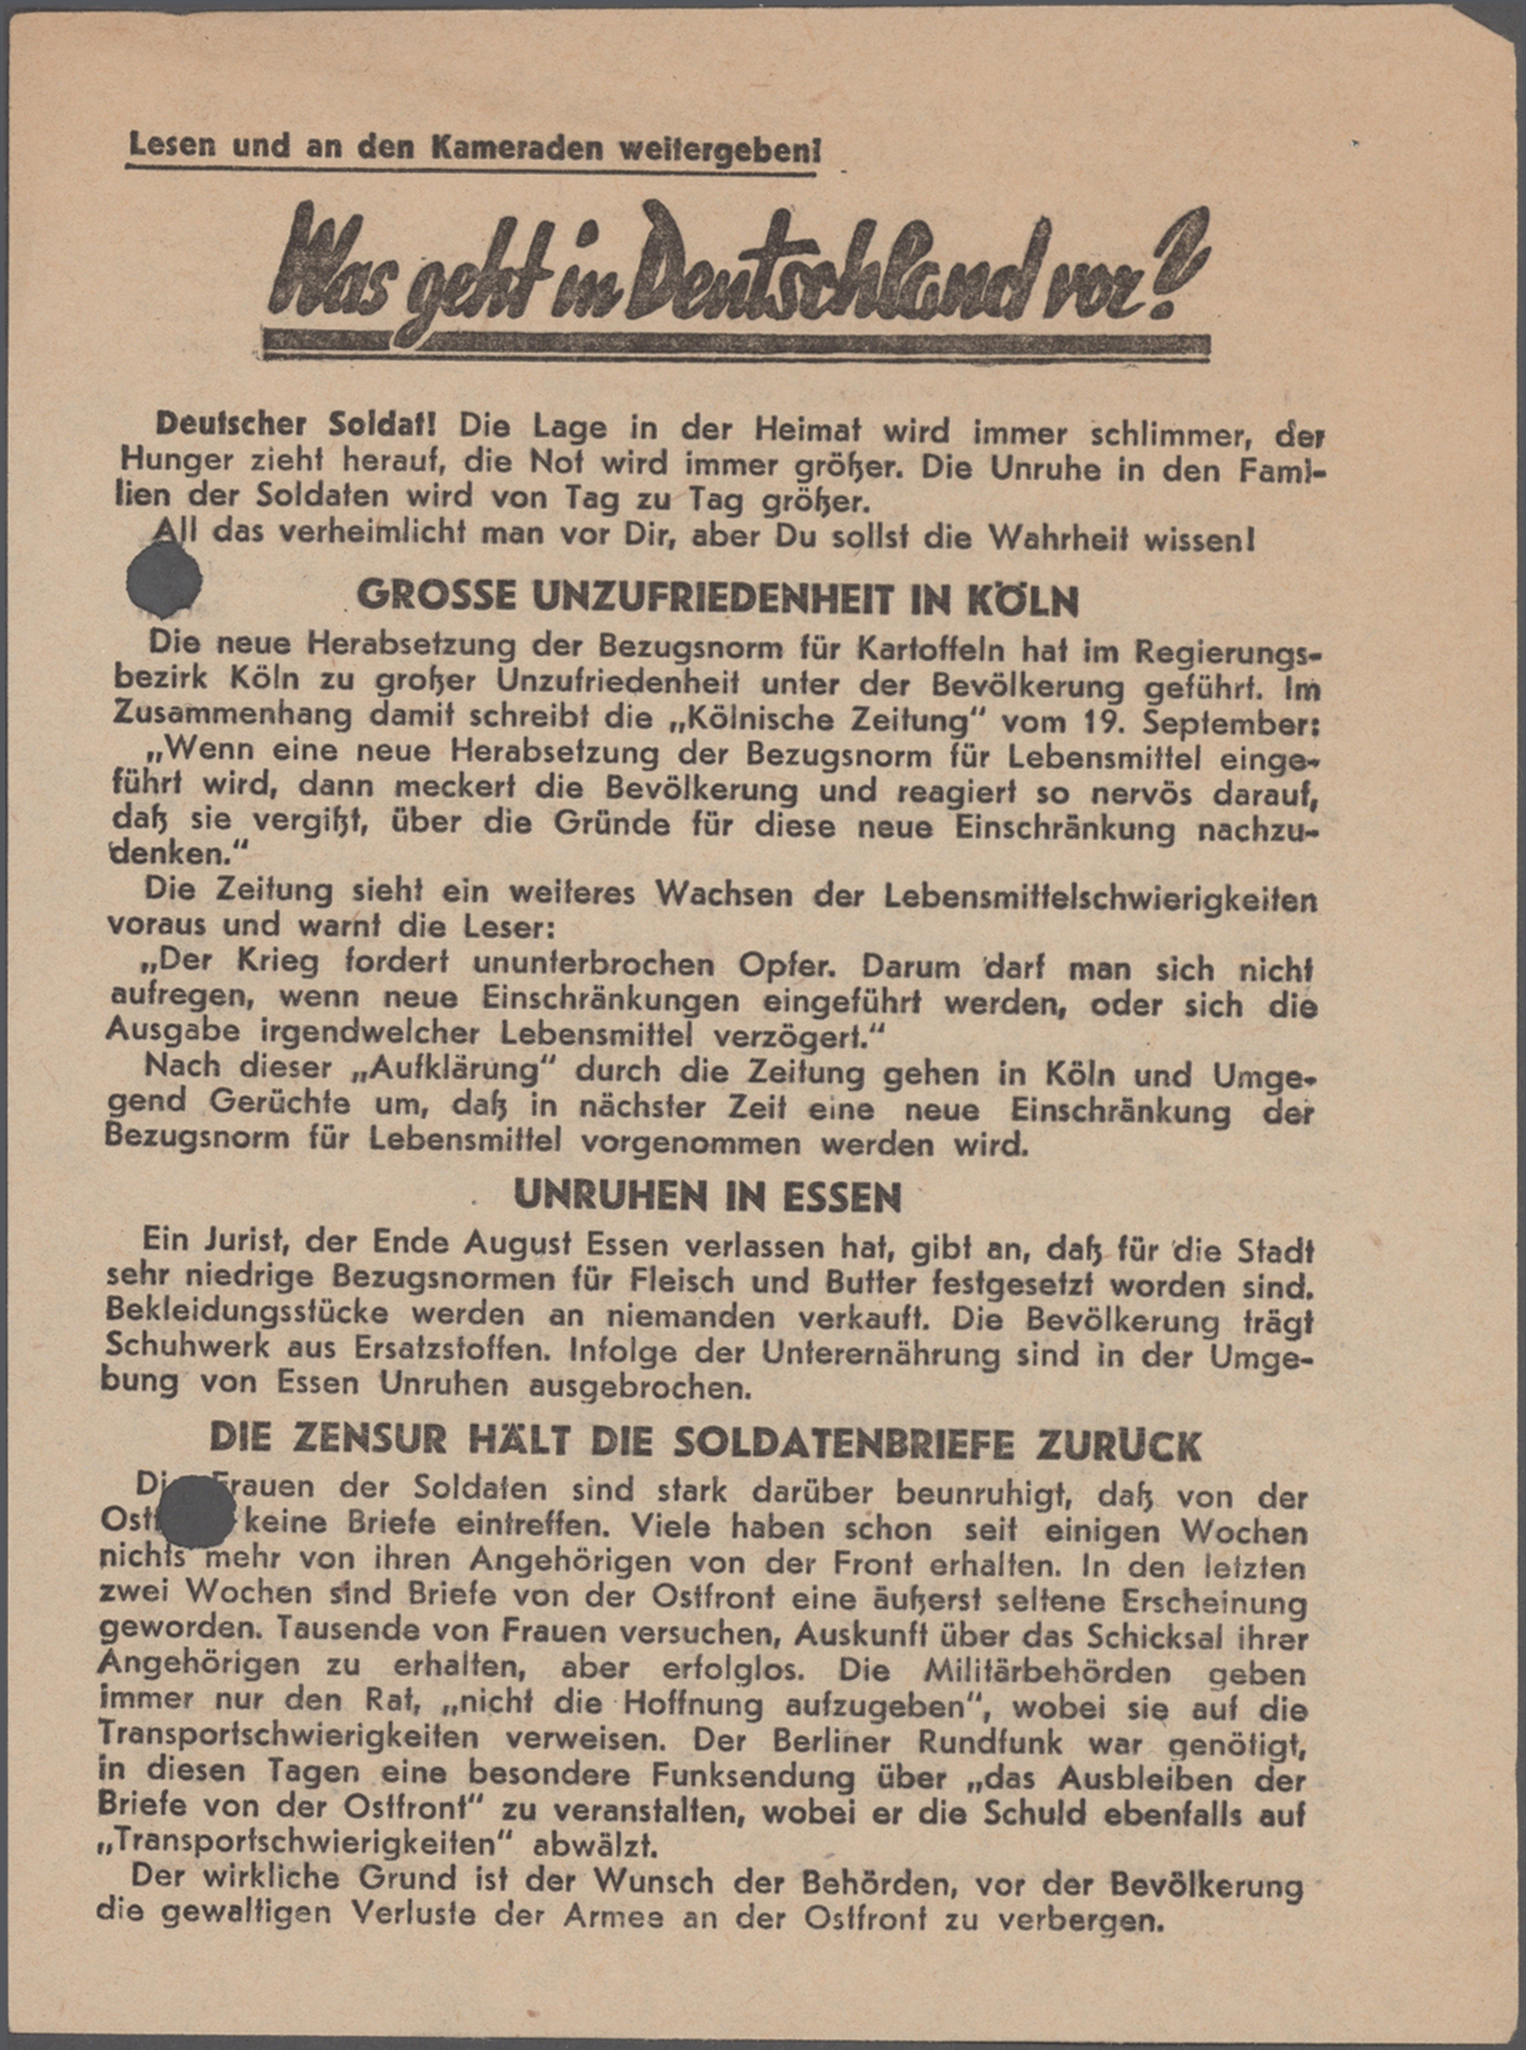 Lesen und an den Kameraden weitergeben!
Was geht in Deutschland vor?
Deutscher Soldat! Die Lage in der Heimat wird immer schlimmer, der
Hunger zieht herauf, die Not wird immer größer. Die Unruhe in den Fami-
lien der Soldaten wird von Tag zu Tag größer.
All das verheimlicht man vor Dir, aber Du sollst die Wahrheit wissen!
GROSSE UNZUFRIEDENHEIT IN KÖLN
Die neue Herabsetzung der Bezugsnorm für Kartoffeln hat im Regierungs-
bezirk Köln zu großer Unzufriedenheit unter der Bevölkerung geführt. Im
Zusammenhang damit schreibt die „Kölnische Zeitung“ vom 19. September:
„Wenn eine neue Herabsetzung der Bezugsnorm für Lebensmittel einge-
führt wird, dann meckert die Bevölkerung und reagiert so nervös darauf,
daß sie vergißt, über die Gründe für diese neue Einschränkung nachzu-
denken.“
Die Zeitung sieht ein weiteres Wachsen der Lebensmittelschwierigkeiten
voraus und warnt die Leser:
„Der Krieg fordert ununterbrochen Opfer. Darum darf man sich nicht
aufregen, wenn neue Einschränkungen eingeführt werden, oder sich die
Ausgabe irgendwelcher Lebensmittel verzögert.“
Nach dieser „Aufklärung“ durch die Zeitung gehen in Köln und Umge-
gend Gerüchte um, daß in nächster Zeit eine neue Einschränkung der
Bezugsnorm für Lebensmittel vorgenommen werden wird.
UNRUHEN IN ESSEN
Ein Jurist, der Ende August Essen verlassen hat, gibt an, daß für die Stadt
sehr niedrige Bezugsnormen für Fleisch und Butter festgesetzt worden sind.
Bekleidungsstücke werden an niemanden verkauft. Die Bevölkerung trägt
Schuhwerk aus Ersatzstoffen. Infolge der Unterernährung sind in der Umge-
bung von Essen Unruhen ausgebrochen.
DIE ZENSUR HÄLT DIE SOLDATENBRIEFE ZURÜCK
Die Frauen der Soldaten sind stark darüber beunruhigt, daß von der
keine Briefe eintreffen. Viele haben schon seit einigen Wochen
nichts mehr von ihren Angehörigen von der Front erhalten. In den letzten
zwei Wochen sind Briefe von der Ostfront eine äußerst seltene Erscheinung
geworden. Tausende von Frauen versuchen, Auskunft über das Schicksal ihrer
Angehörigen zu erhalten, aber erfolglos. Die Militärbehörden geben
immer nur den Rat, „nicht die Hoffnung aufzugeben“, wobei sie auf die
Transportschwierigkeiten verweisen. Der Berliner Rundfunk war genötigt,
in diesen Tagen eine besondere Funksendung über „das Ausbleiben der
Briefe von der Ostfront“ zu veranstalten, wobei er die Schuld ebenfalls auf
„Transportschwierigkeiten“ abwälzt.
Der wirkliche Grund ist der Wunsch der Behörden, vor der Bevölkerung
die gewaltigen Verluste der Armee an der Ostfront zu verbergen.